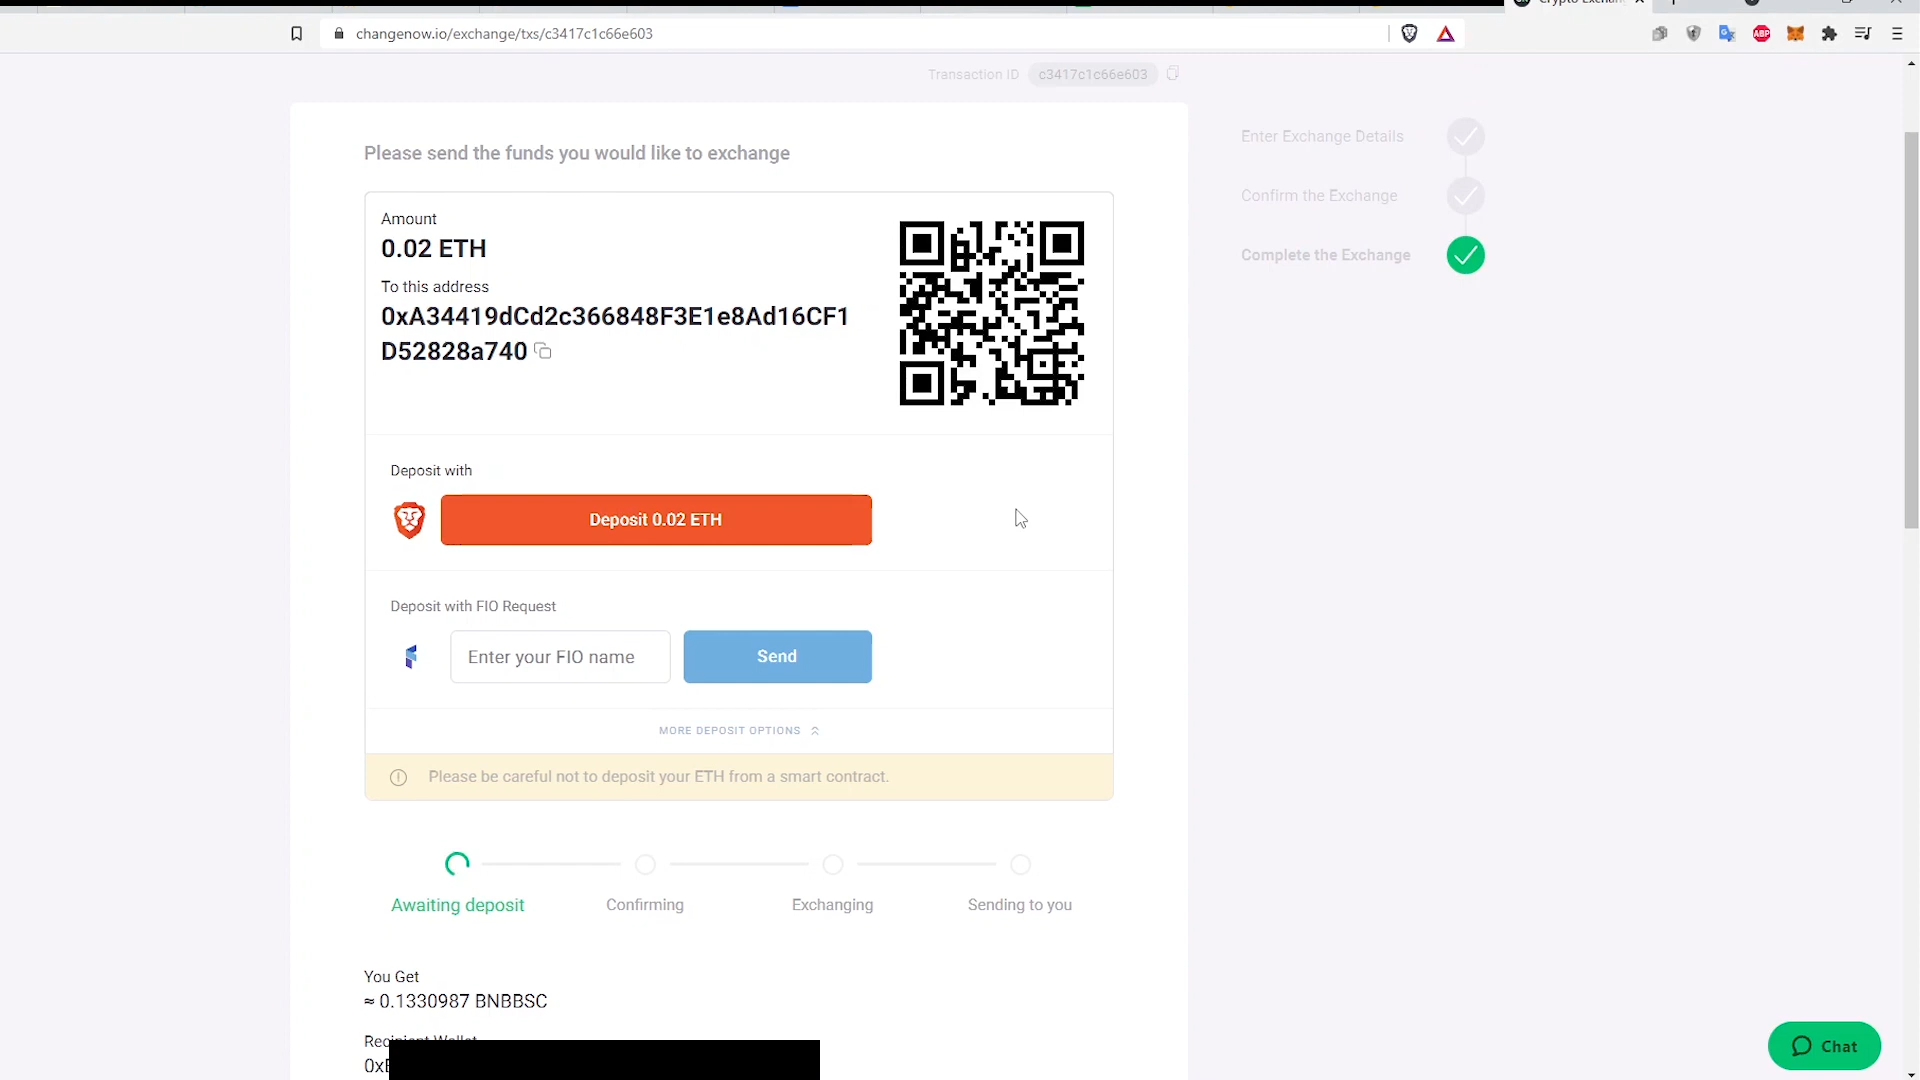 changenow.io/exchange/txs/c3417c1c66e603
ABP
Transaction ID c3417c1c66e603
Please send the funds you would like to exchange
Enter Exchange Details
Confirm the Exchange
Complete the Exchange
Amount
0.02 ETH
To this address
0xA34419dCd2c366848F3E1e8Ad16CF1
D52828a740
Deposit with
Deposit 0.02 ETH
Deposit with FIO Request
Enter your FIO name
Send
MORE DEPOSIT OPTIONS
Please be careful not to deposit your ETH from a smart contract.
Awaiting deposit
Confirming
Exchanging
Sending to you
You Get
≈ 0.1330987 BNBBSC
Recipient Wallet
Chat